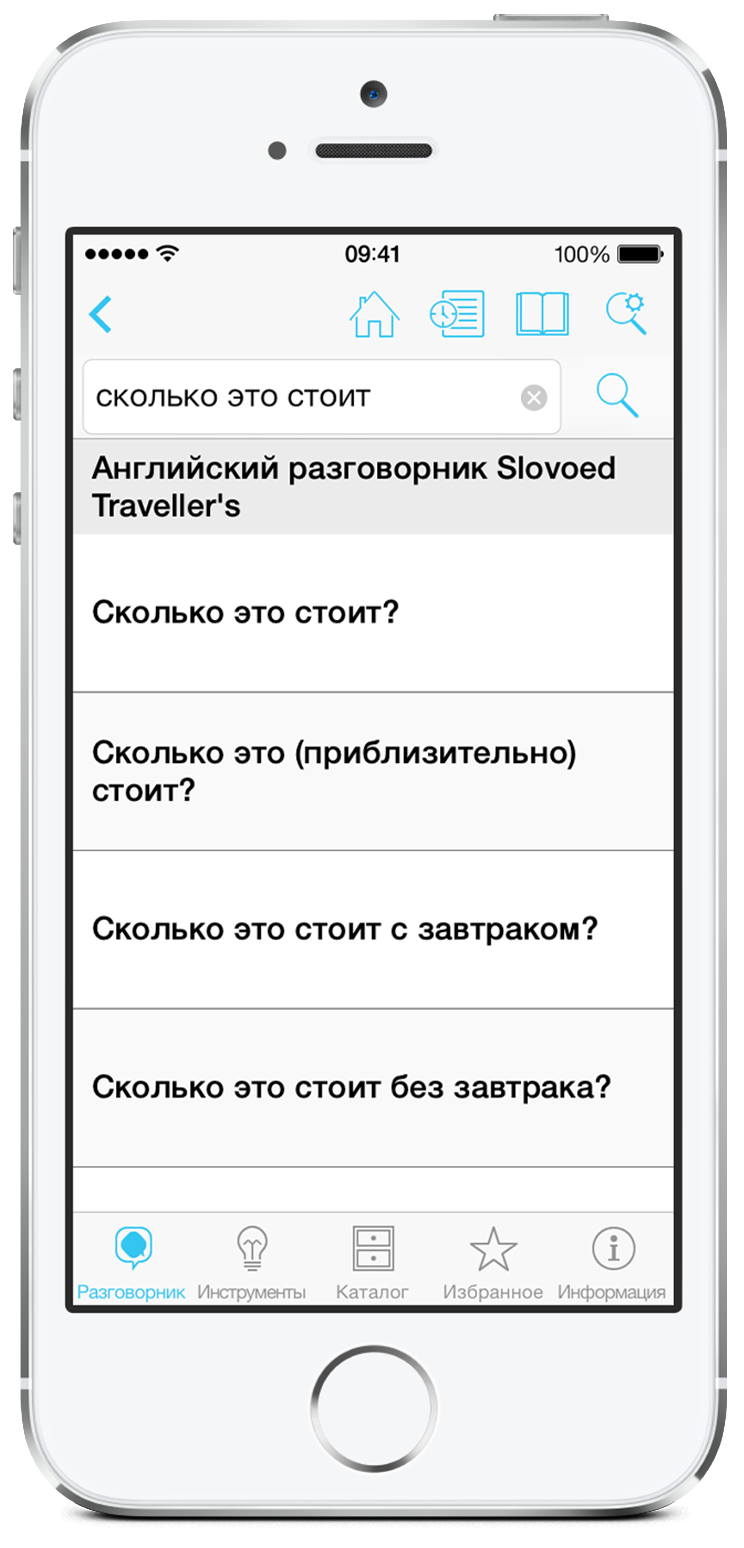 09:41
100%
сколько это стоит
Английский разговорник Slovoed
Traveller's
Сколько это стоит?
Сколько это (приблизительно)
стоит?
Сколько это стоит с завтраком?
Сколько это стоит без завтрака?
Разговорник Инструменты Каталог Избранное Информация